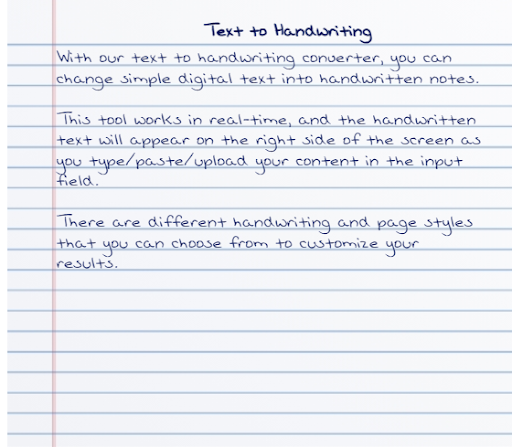 Text to Handwriting
With our text to handwriting converter, you can
change simple digital text into handwritten notes.
This tool works in real-time, and the handwritten
text will appear on the right side of the screen as
you type/paste/upload your content in the input
field.
There are different handwriting and page styles
that you can choose from to customize your
results.